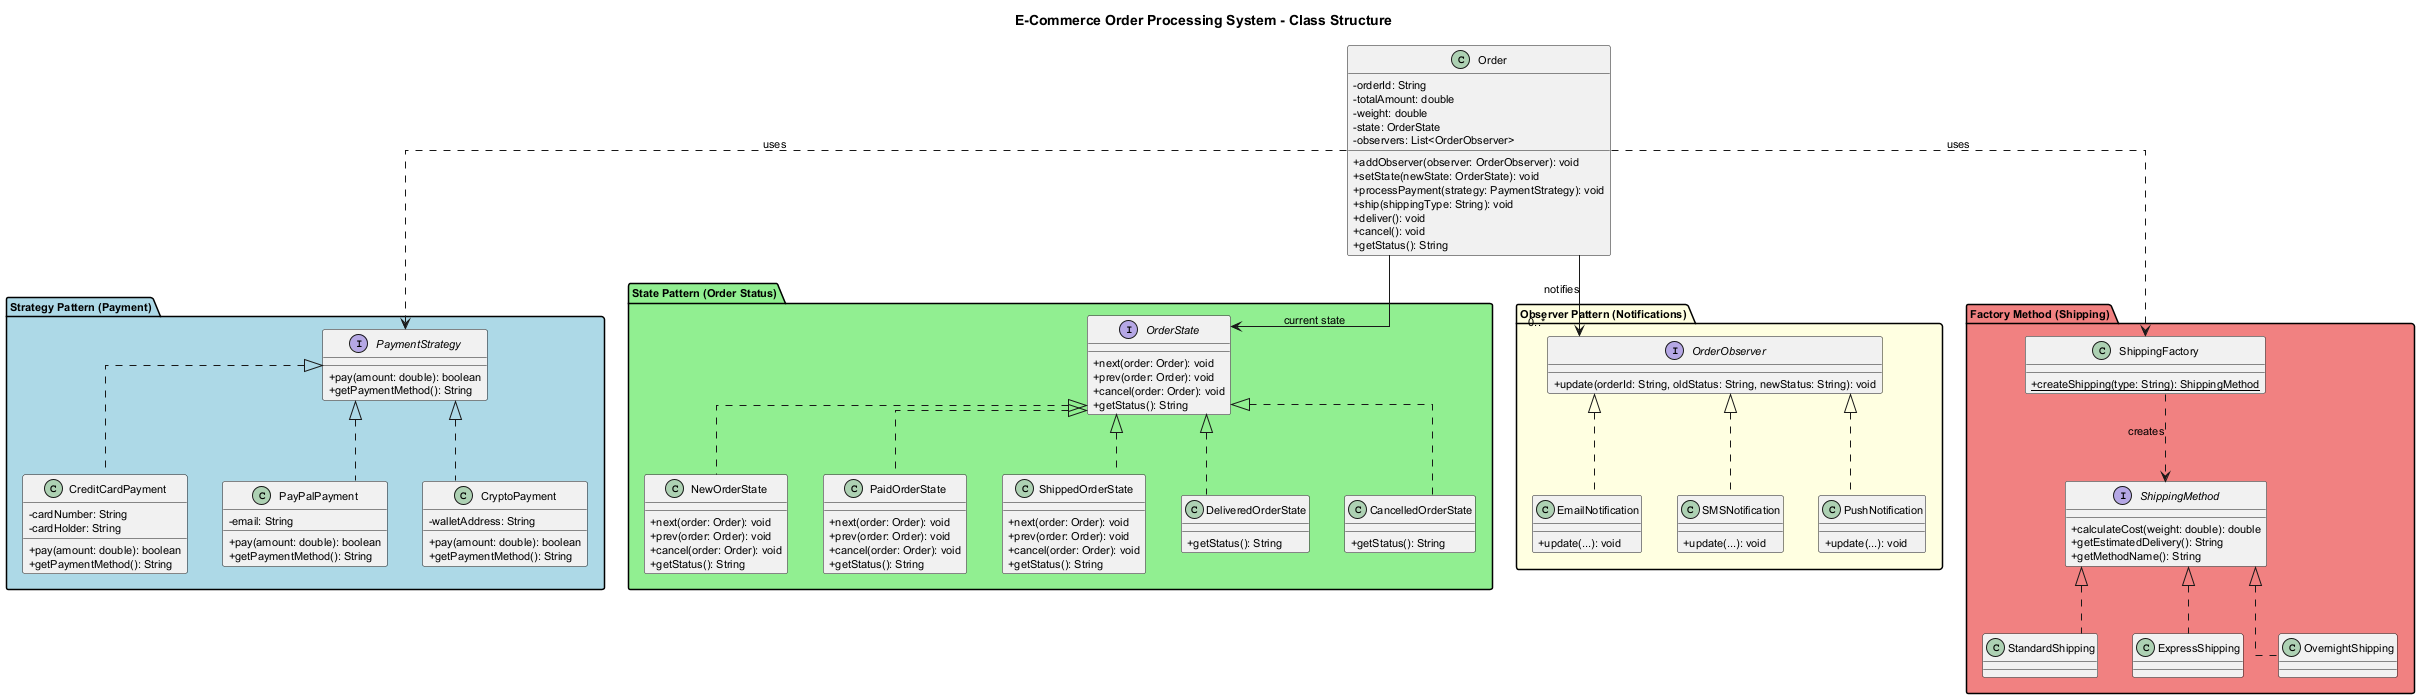 E-Commerce Order Processing System - Class Structure
C Order
-orderId: String
-totalAmount: double
-weight: double
-state: OrderState
-observers: List<OrderObserver>
+addObserver(observer: OrderObserver): void
+setState(newState: OrderState): void
+processPayment(strategy: PaymentStrategy): void
+ship(shippingType: String): void
+deliver(): void
+cancel(): void
+getStatus(): String
uses
uses
notifies
0..*
current state
Strategy Pattern (Payment)
I PaymentStrategy
+pay(amount: double): boolean
+getPaymentMethod(): String
C CreditCardPayment
-cardNumber: String
-cardHolder: String
+pay(amount: double): boolean
+getPaymentMethod(): String
C PayPalPayment
-email: String
+pay(amount: double): boolean
+getPaymentMethod(): String
C CryptoPayment
-walletAddress: String
+pay(amount: double): boolean
+getPaymentMethod(): String
State Pattern (Order Status)
I OrderState
+next(order: Order): void
+prev(order: Order): void
+cancel(order: Order): void
+getStatus(): String
C NewOrderState
+next(order: Order): void
+prev(order: Order): void
+cancel(order: Order): void
+getStatus(): String
C PaidOrderState
+next(order: Order): void
+prev(order: Order): void
+cancel(order: Order): void
+getStatus(): String
C ShippedOrderState
+next(order: Order): void
+prev(order: Order): void
+cancel(order: Order): void
+getStatus(): String
C DeliveredOrderState
+getStatus(): String
C CancelledOrderState
+getStatus(): String
Observer Pattern (Notifications)
I OrderObserver
+update(orderId: String, oldStatus: String, newStatus: String): void
C EmailNotification
+update(...): void
C SMSNotification
+update(...): void
C PushNotification
+update(...): void
Factory Method (Shipping)
C ShippingFactory
+createShipping(type: String): ShippingMethod
creates
I ShippingMethod
+calculateCost(weight: double): double
+getEstimatedDelivery(): String
+getMethodName(): String
C StandardShipping
C ExpressShipping
C OvernightShipping